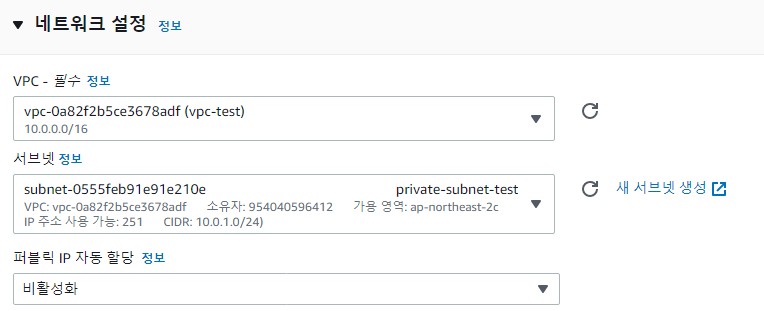 네트워크 설정 정보
VPC - 필수 정보
vpc-0a82f2b5ce3678adf (vpc-test)
10.0.0.0/16
서브넷 정보
subnet-0555feb91e91e210e private-subnet-test
VPC: vpc-0a82f2b5ce3678adf 소유자: 954040596412 가용 영역: ap-northeast-2c
IP 주소 사용 가능: 251 CIDR: 10.0.1.0/24)
새 서브넷 생성
퍼블릭 IP 자동 할당 정보
비활성화